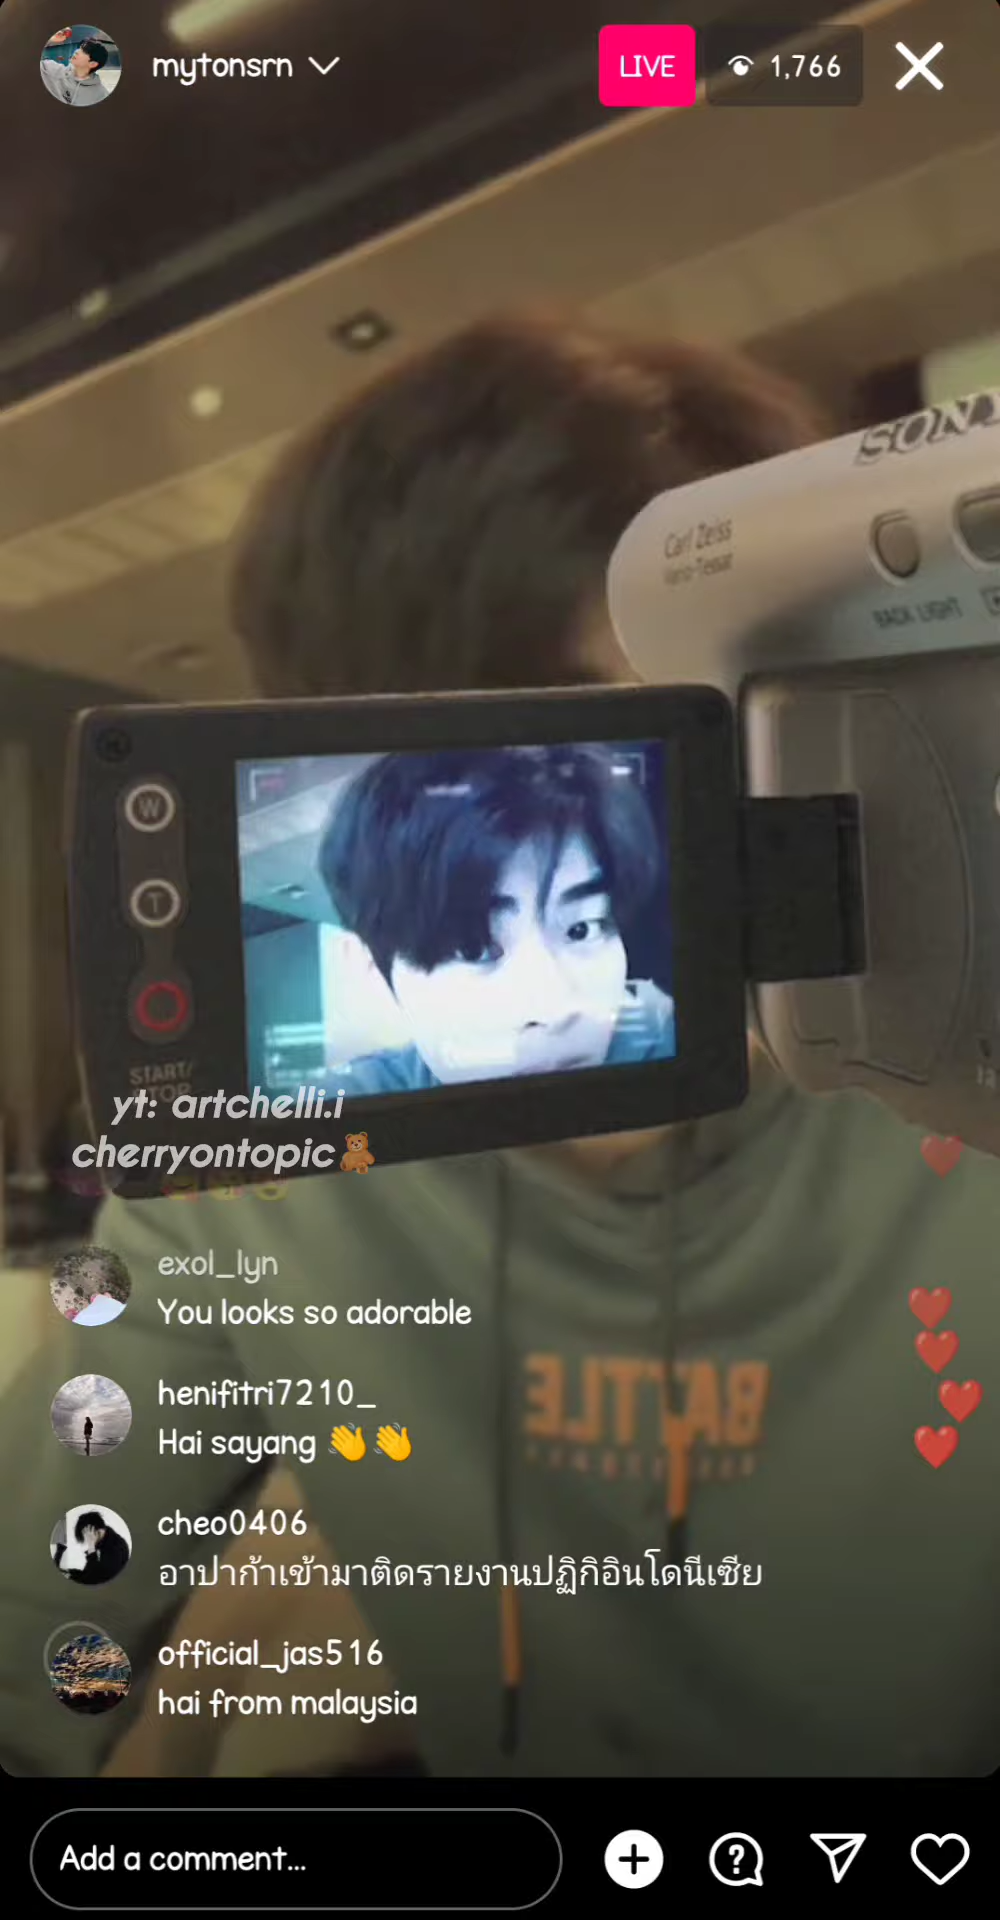 mytonsrn
LIVE
1,766
SONY
Carl Zeiss
Vario-Tessar
BACK LIGHT
W
T
START/
STOP
yt: artchelli.i
cherryontopic🧸
exol_lyn
You looks so adorable
BATTLE
henifitri7210_
Hai sayang 👋👋
cheo0406
อาปาก้าเข้ามาติดรายงานปฏิกิอินโดนีเซีย
official_jas516
hai from malaysia
Add a comment...